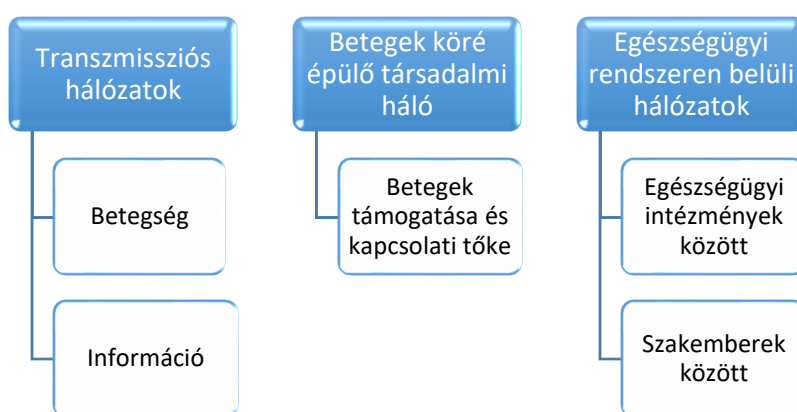 Transzmissziós
hálózatok
Betegség
Információ
Betegek köré
épülő társadalmi
háló
Betegek
támogatása és
kapcsolati tőke
Egészségügyi
rendszeren belüli
hálózatok
Egészségügyi
intézmények
között
Szakemberek
között